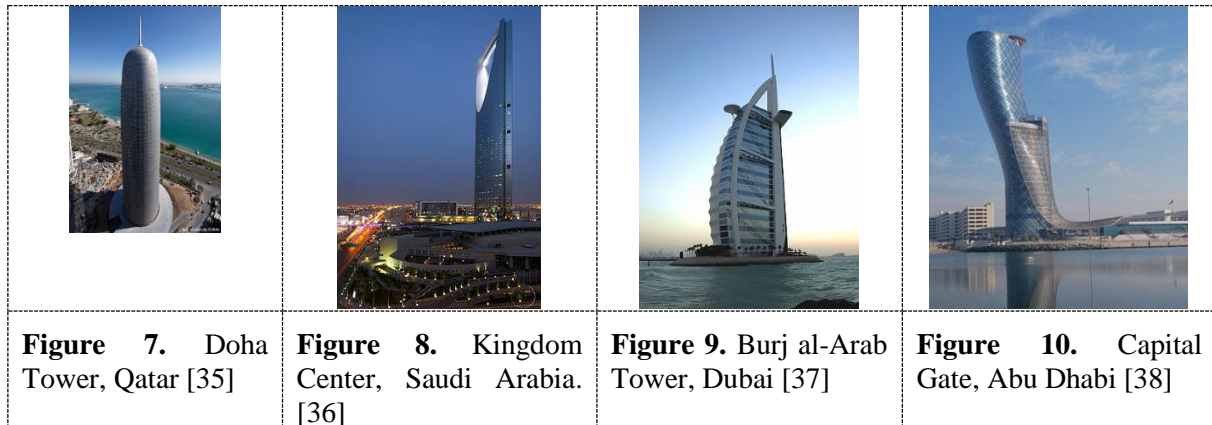 Figure 7. Doha
Tower, Qatar [35]
Figure 8. Kingdom
Center, Saudi Arabia.
[36]
Figure 9. Burj al-Arab
Tower, Dubai [37]
Figure 10. Capital
Gate, Abu Dhabi [38]